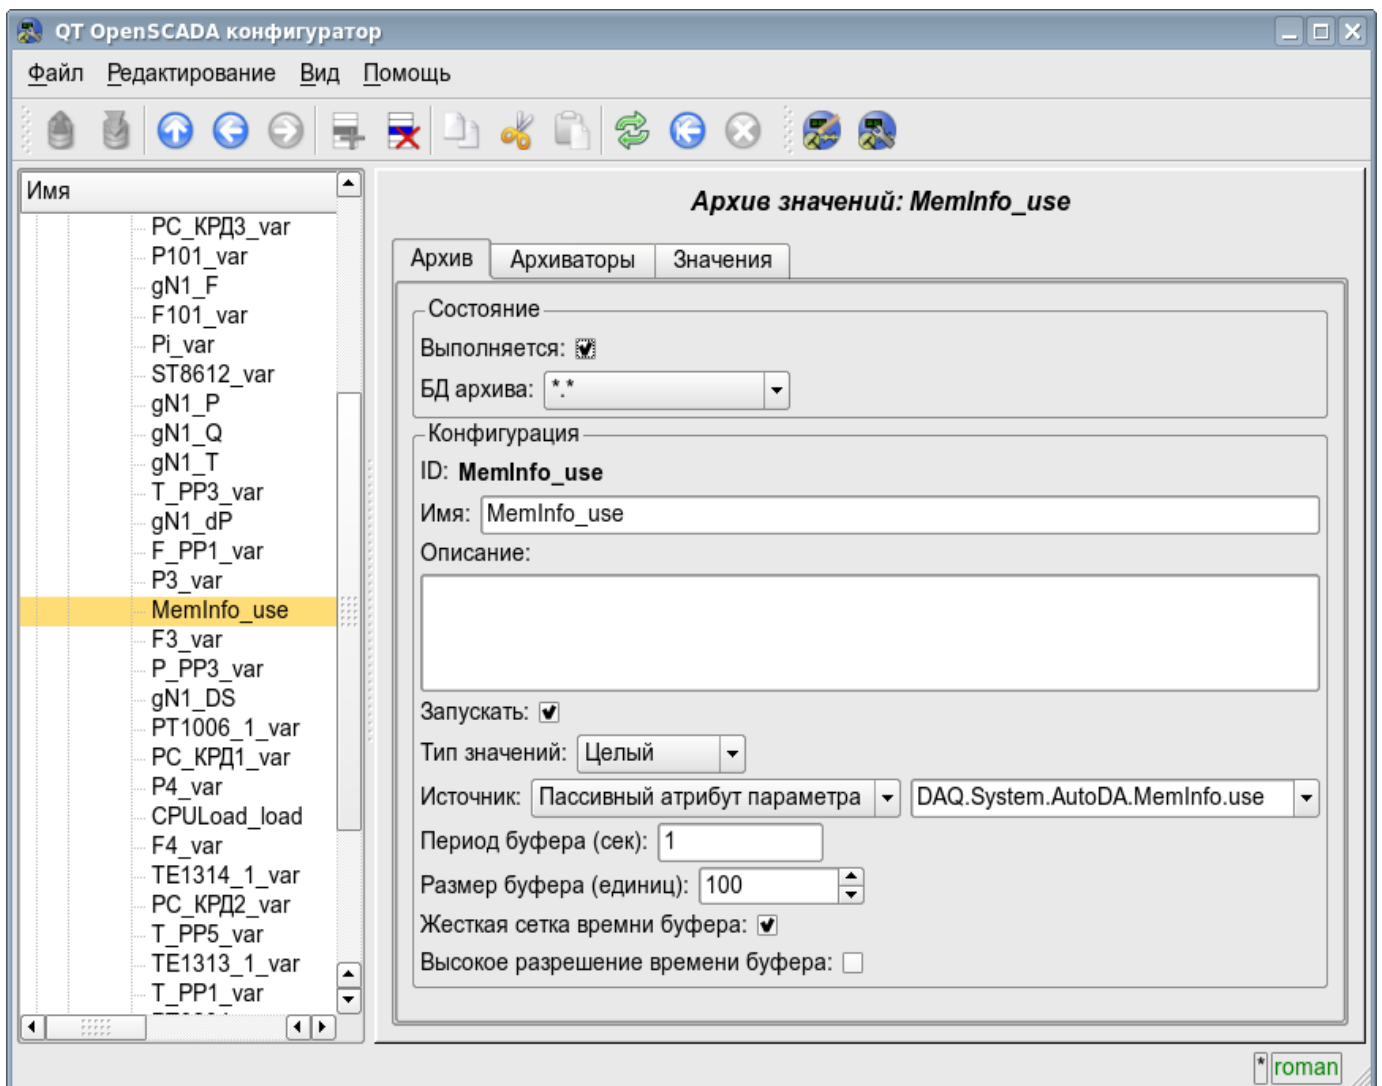 QT OpenSCADA конфигуратор
Файл Редактирование Вид Помощь
Имя
PC_КРД3_var
P101_var
gN1_F
F101_var
Pi_var
ST8612_var
gN1_P
gN1_Q
gN1_T
T_PP3_var
gN1_dP
F_PP1_var
P3_var
MemInfo_use
F3_var
P_PP3_var
gN1_DS
PT1006_1_var
PC_КРД1_var
P4_var
CPULoad_load
F4_var
TE1314_1_var
PC_КРД2_var
T_PP5_var
TE1313_1_var
T_PP1_var
Архив значений: MemInfo_use
Архив Архиваторы Значения
Состояние
Выполняется:
БД архива: *.*
Конфигурация
ID: MemInfo_use
Имя: MemInfo_use
Описание:
Запускать:
Тип значений: Целый
Источник: Пассивный атрибут параметра DAQ.System.AutoDA.MemInfo.use
Период буфера (сек): 1
Размер буфера (единиц): 100
Жесткая сетка времни буфера:
Высокое разрешение времени буфера:
* roman